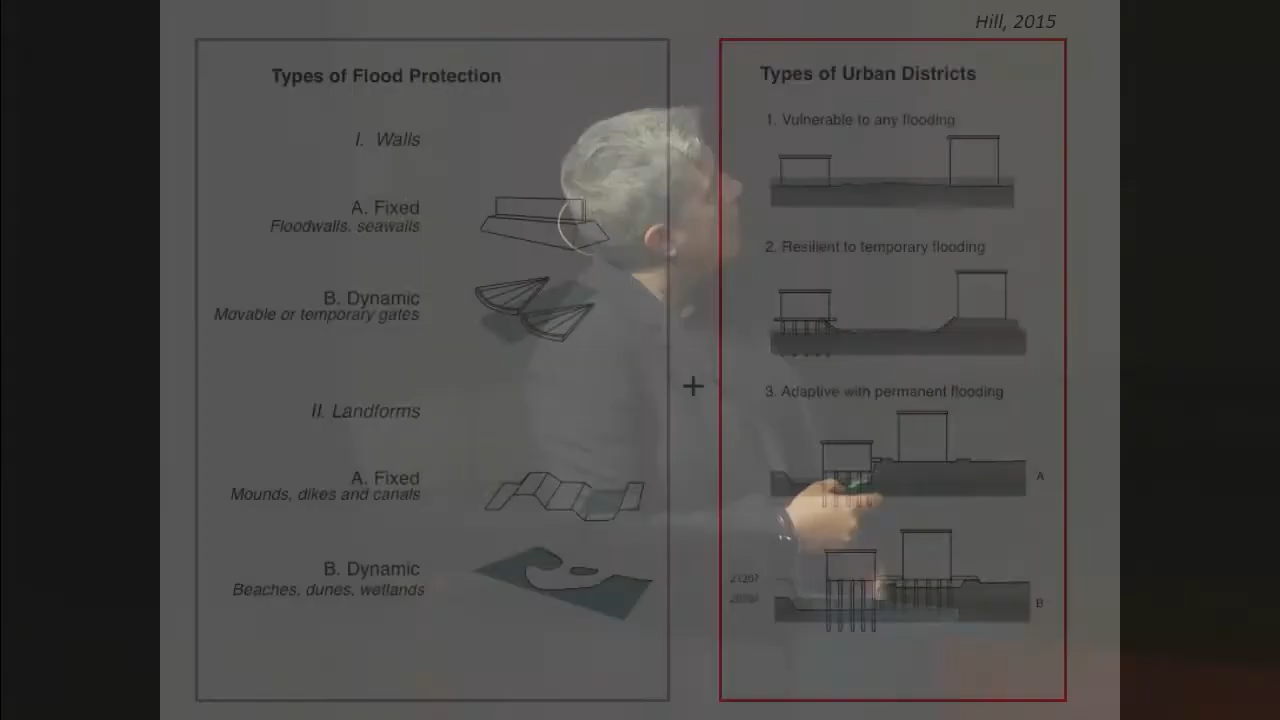 Hill, 2015
Types of Flood Protection
I. Walls
A. Fixed
Floodwalls, seawalls
B. Dynamic
Movable or temporary gates
II. Landforms
A. Fixed
Mounds, dikes and canals
B. Dynamic
Beaches, dunes, wetlands
+
Types of Urban Districts
1. Vulnerable to any flooding
2. Resilient to temporary flooding
3. Adaptive with permanent flooding
A
B